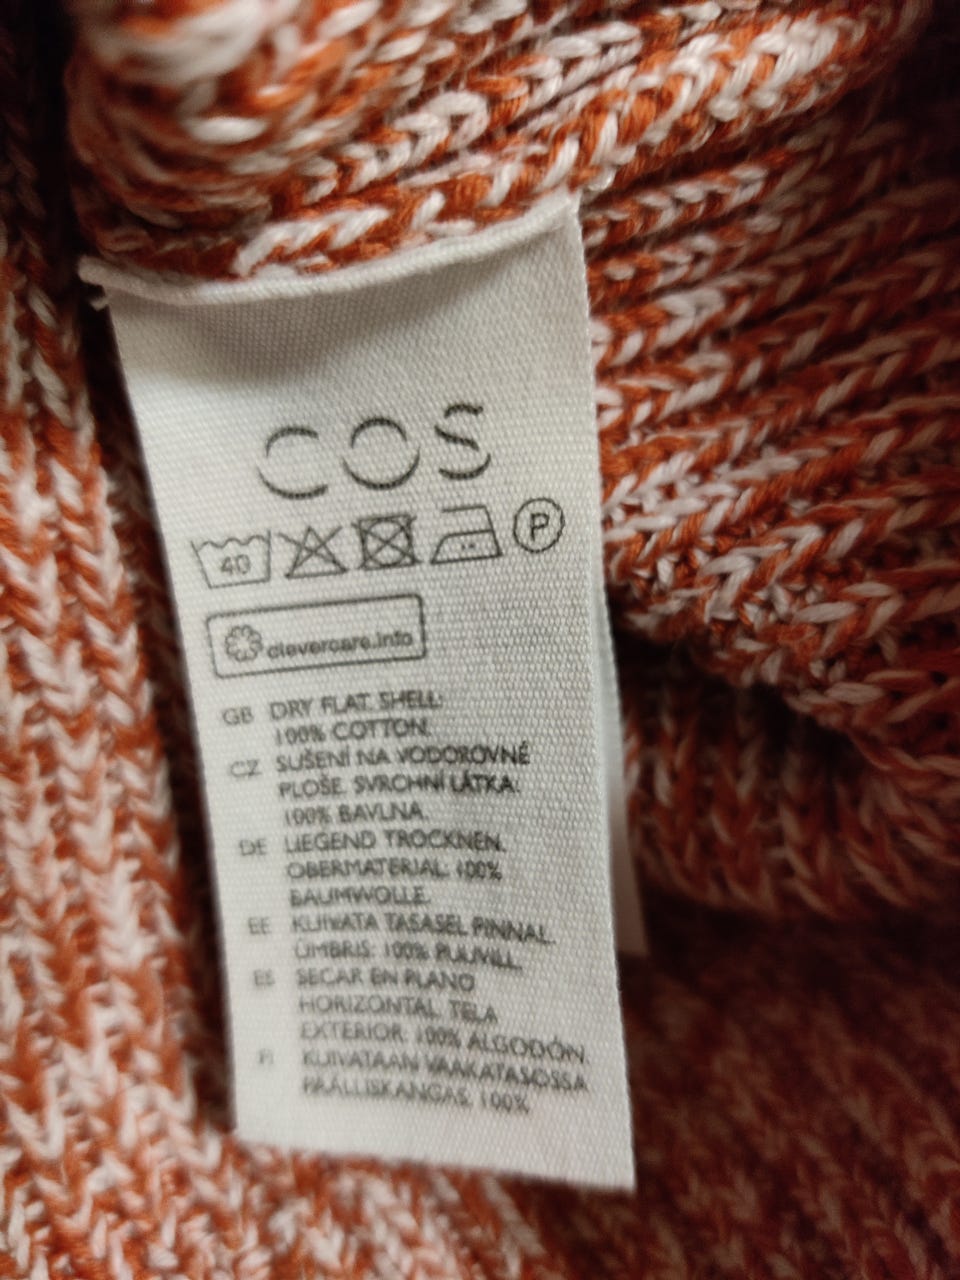 COS
40 P
clevercare.info
GB DRY FLAT. SHELL:
100% COTTON.
CZ SUŠENÍ NA VODOROVNÉ
PLOŠE. SVRCHNÍ LÁTKA:
100% BAVLNA.
DE LIEGEND TROCKNEN.
OBERMATERIAL: 100%
BAUMWOLLE.
EE KUIVATA TASASEL PINNAL.
ÜMBRIS: 100% PUUVILL.
ES SECAR EN PLANO
HORIZONTAL. TELA
EXTERIOR: 100% ALGODÓN.
FI KUIVATAAN VAAKATASOSSA.
PÄÄLLISKANGAS: 100%